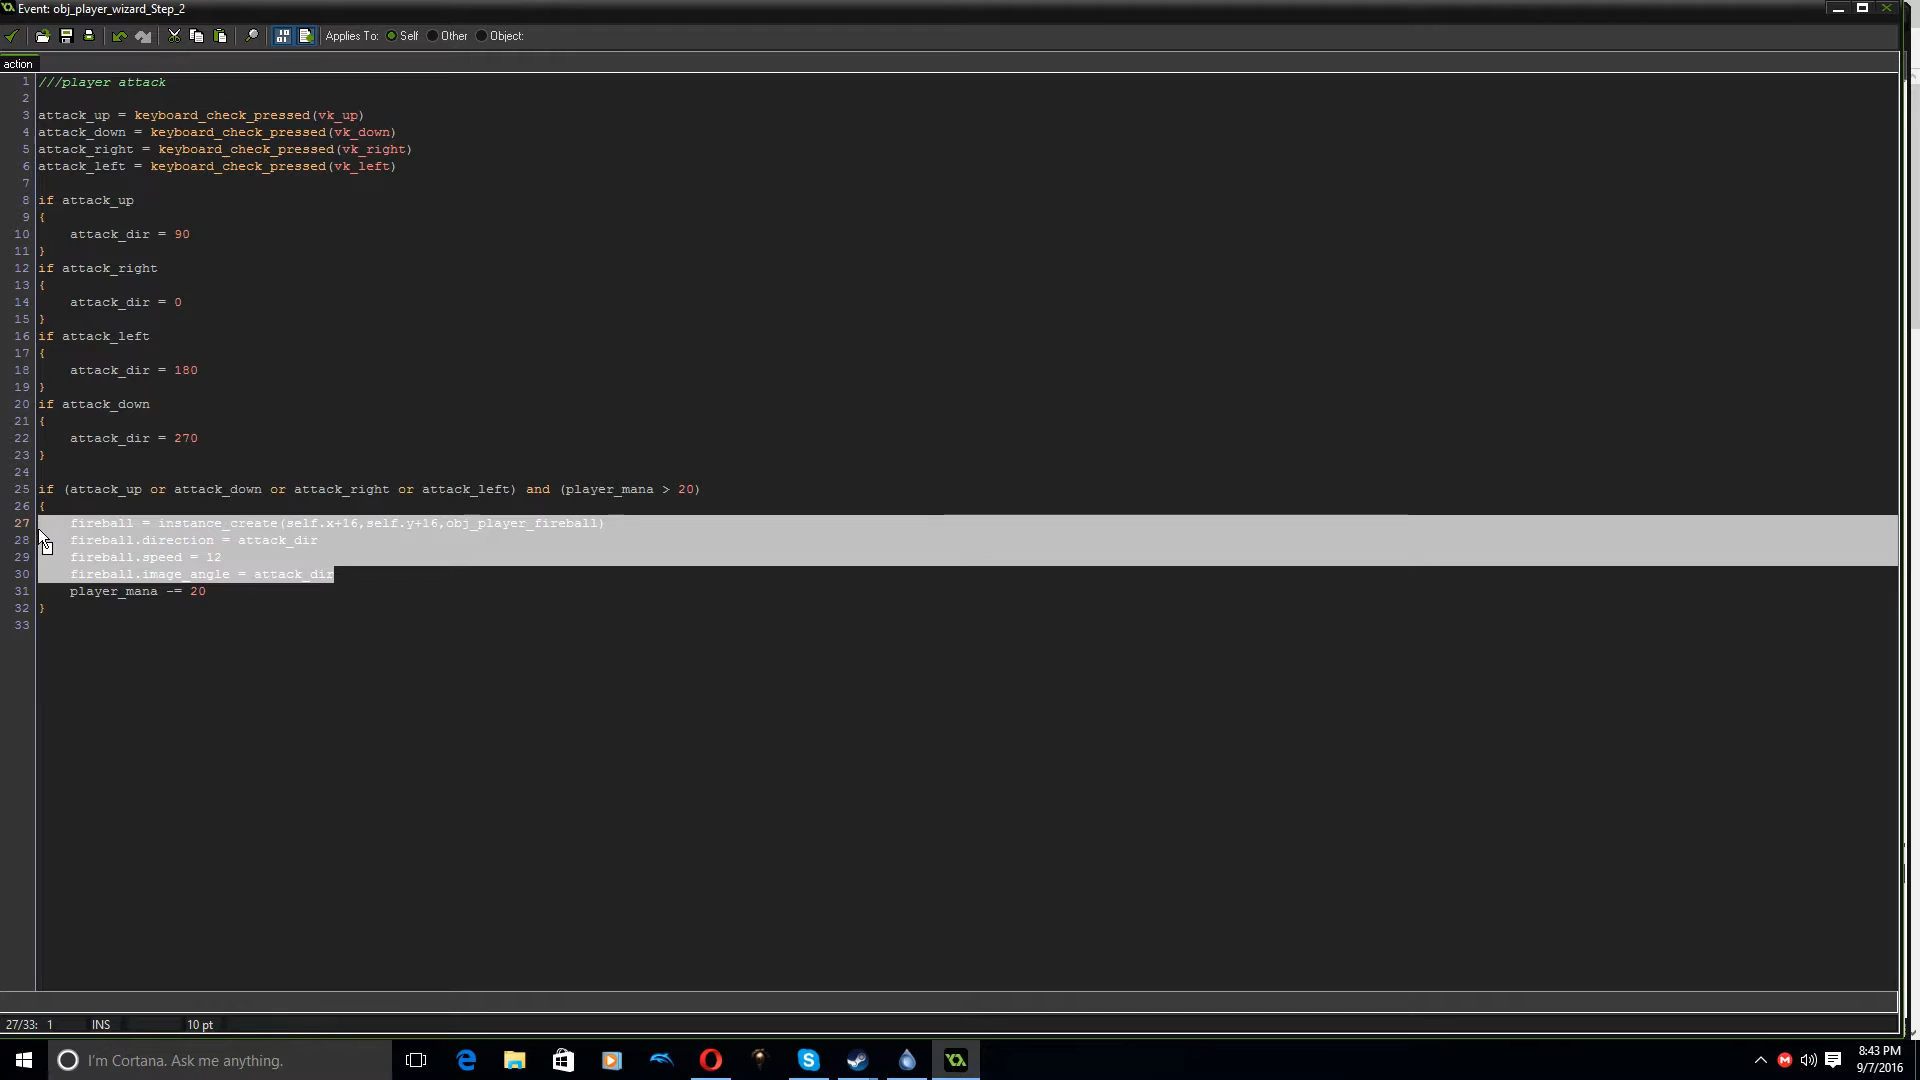 Event: obj_player_wizard_Step_2
Applies To: Self Other Object:
action
1 ///player attack
2
3 attack_up = keyboard_check_pressed(vk_up)
4 attack_down = keyboard_check_pressed(vk_down)
5 attack_right = keyboard_check_pressed(vk_right)
6 attack_left = keyboard_check_pressed(vk_left)
7
8 if attack_up
9 {
10     attack_dir = 90
11 }
12 if attack_right
13 {
14     attack_dir = 0
15 }
16 if attack_left
17 {
18     attack_dir = 180
19 }
20 if attack_down
21 {
22     attack_dir = 270
23 }
24
25 if (attack_up or attack_down or attack_right or attack_left) and (player_mana > 20)
26 {
27     fireball = instance_create(self.x+16,self.y+16,obj_player_fireball)
28     fireball.direction = attack_dir
29     fireball.speed = 12
30     fireball.image_angle = attack_dir
31     player_mana -= 20
32 }
33
27/33: 1 INS 10 pt
I'm Cortana. Ask me anything.
8:43 PM
9/7/2016